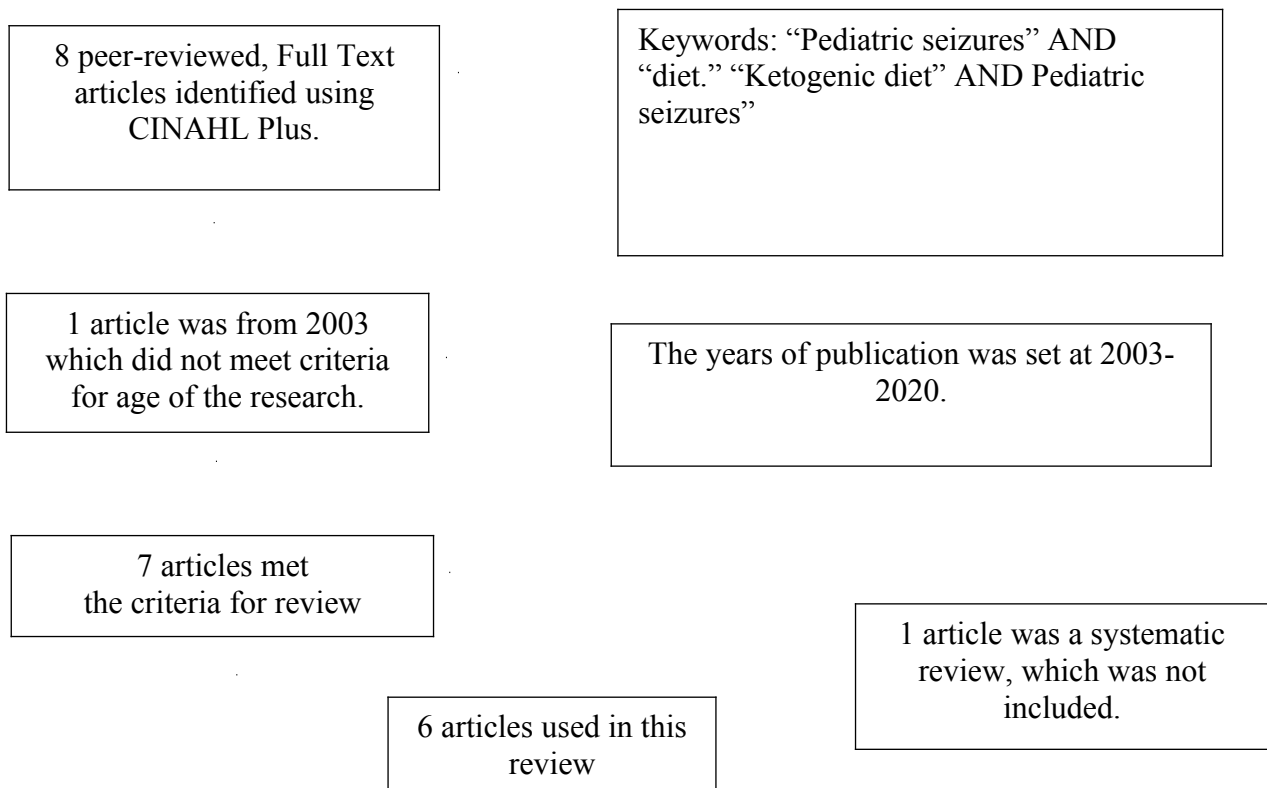 8 peer-reviewed, Full Text
articles identified using
CINAHL Plus.
Keywords: “Pediatric seizures” AND
“diet.” “Ketogenic diet” AND Pediatric
seizures”
1 article was from 2003
which did not meet criteria
for age of the research.
The years of publication was set at 2003-
2020.
7 articles met
the criteria for review
1 article was a systematic
review, which was not
included.
6 articles used in this
review